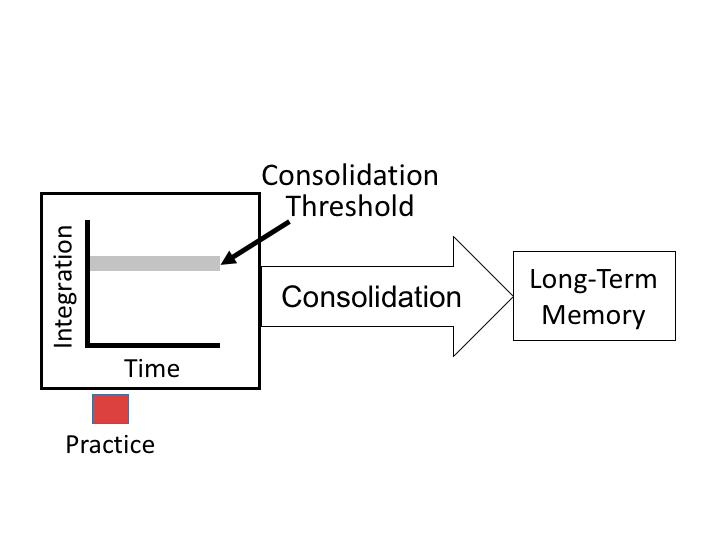 Consolidation
Threshold
Integration
Time
Practice
Consolidation
Long-Term
Memory